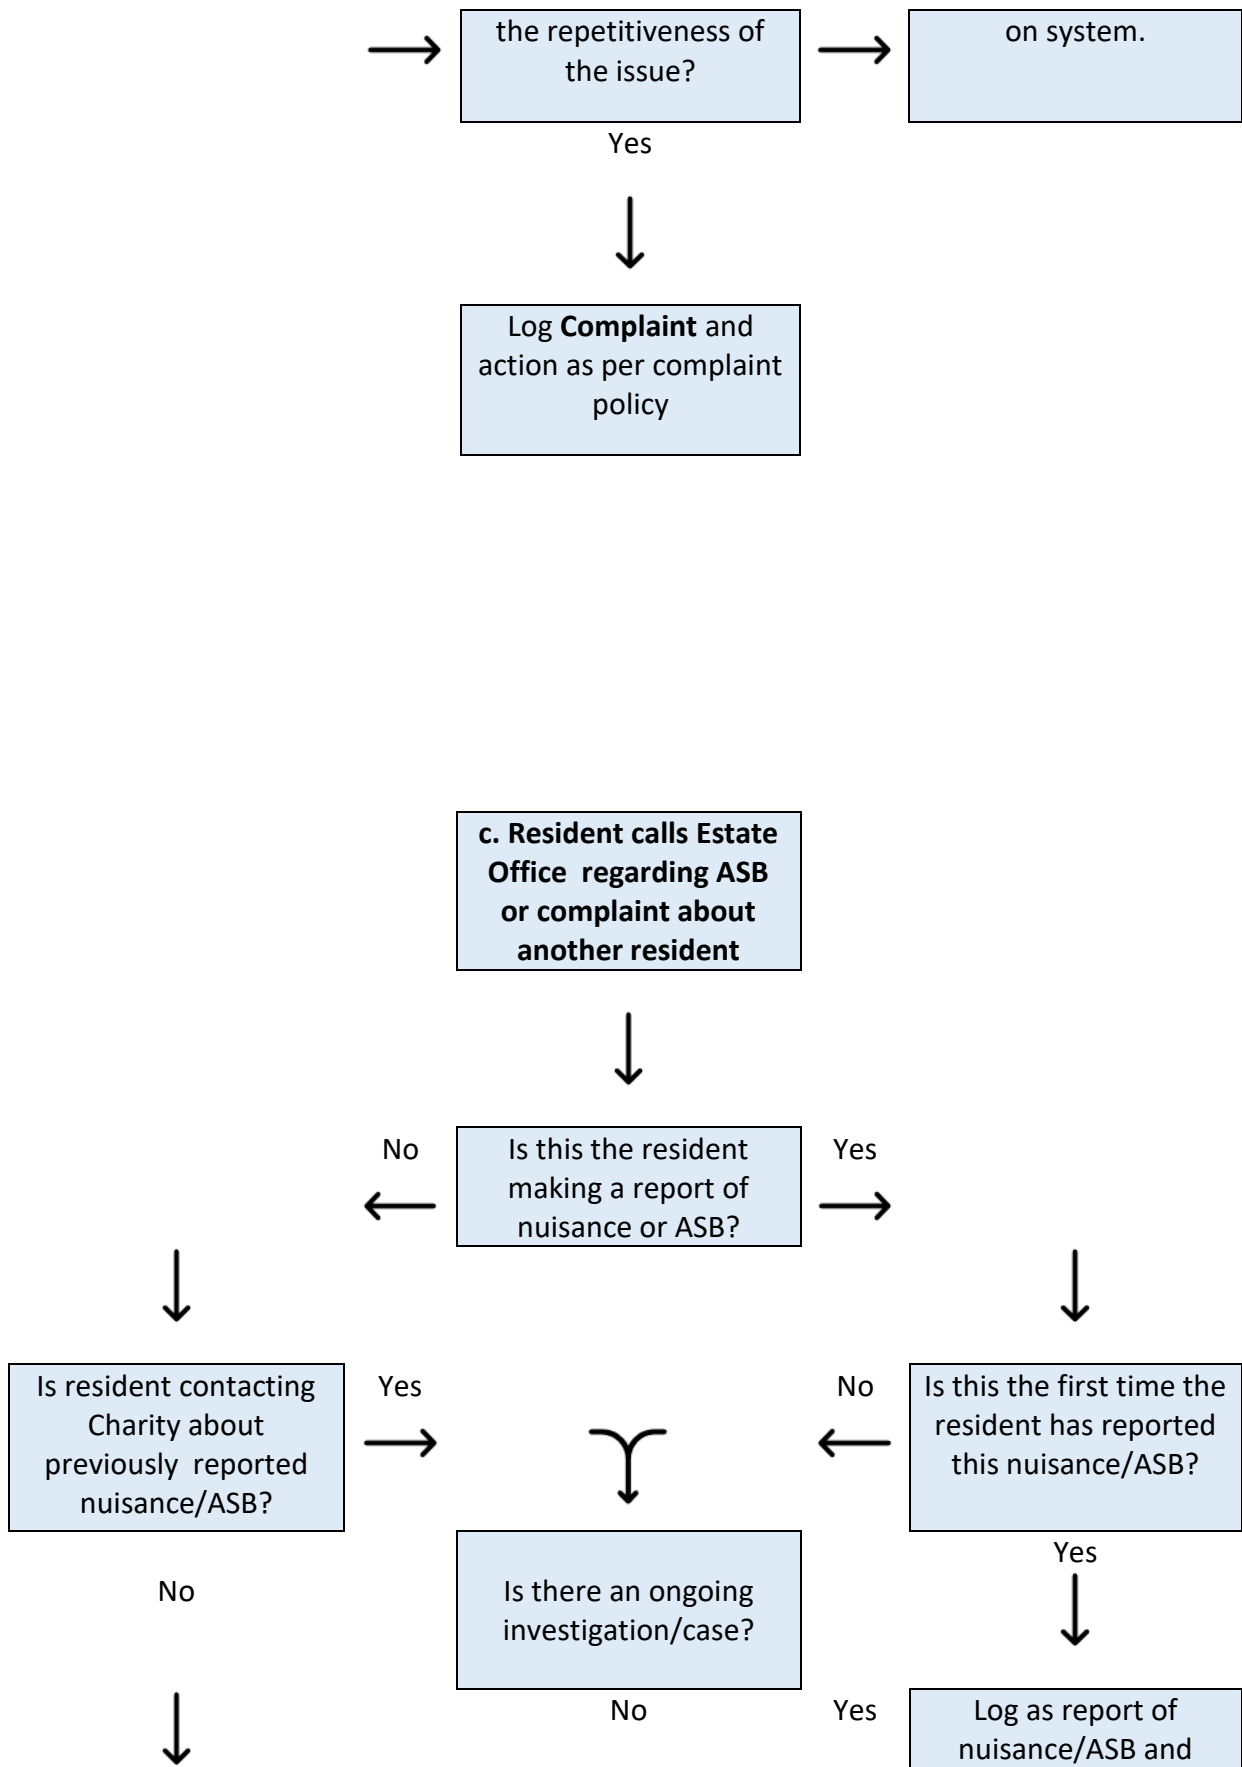 the repetitiveness of
the issue?
on system.
Yes
Log Complaint and
action as per complaint
policy
c. Resident calls Estate
Office  regarding ASB
or complaint about
another resident
No
Is this the resident
making a report of
nuisance or ASB?
Yes
Is resident contacting
Charity about
previously  reported
nuisance/ASB?
Yes
No
Is this the first time the
resident has reported
this nuisance/ASB?
Yes
No
Is there an ongoing
investigation/case?
No
Yes
Log as report of
nuisance/ASB and